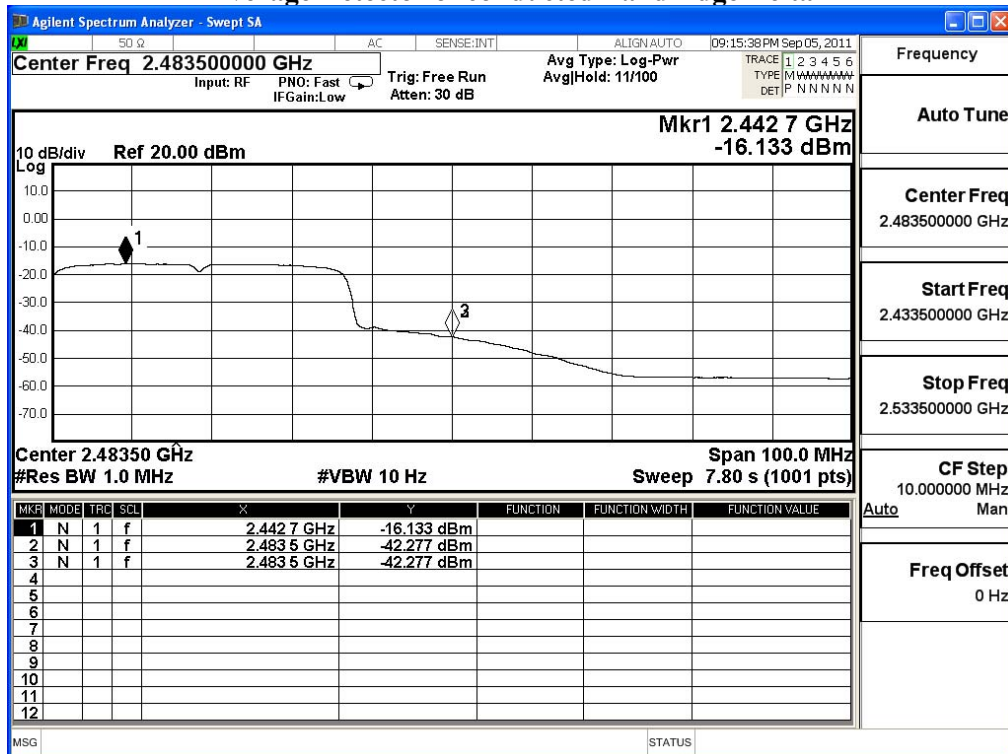 Agilent Spectrum Analyzer - Swept SA
LXI 50 Ω AC SENSE:INT ALIGN AUTO 09:15:38 PM Sep 05, 2011
Center Freq 2.483500000 GHz
Input: RF PNO: Fast IFGain:Low
Trig: Free Run
Atten: 30 dB
Avg Type: Log-Pwr
Avg|Hold: 11/100
TRACE 1 2 3 4 5 6
TYPE M WWWWW
DET P N N N N N
Mkr1 2.442 7 GHz
-16.133 dBm
10 dB/div Ref 20.00 dBm
Log
10.0
0.00
-10.0
-20.0
-30.0
-40.0
-50.0
-60.0
-70.0
1
3
Center 2.48350 GHz Span 100.0 MHz
#Res BW 1.0 MHz #VBW 10 Hz Sweep 7.80 s (1001 pts)
MKR MODE TRC SCL X Y FUNCTION FUNCTION WIDTH FUNCTION VALUE
1 N 1 f 2.442 7 GHz -16.133 dBm
2 N 1 f 2.483 5 GHz -42.277 dBm
3 N 1 f 2.483 5 GHz -42.277 dBm
4
5
6
7
8
9
10
11
12
MSG STATUS
Frequency
Auto Tune
Center Freq
2.483500000 GHz
Start Freq
2.433500000 GHz
Stop Freq
2.533500000 GHz
CF Step
10.000000 MHz
Auto Man
Freq Offset
0 Hz